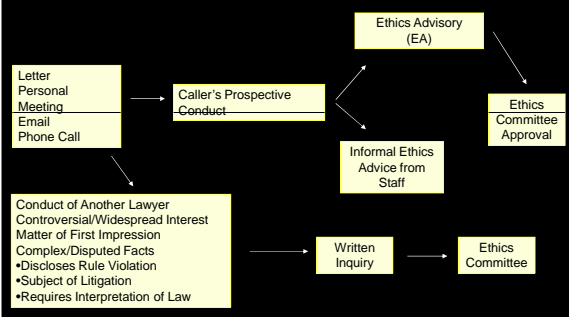 Ethics Advisory
(EA)
Letter
Personal
Meeting
Email
Phone Call
Caller's Prospective
Conduct
Ethics
Committee
Approval
Informal Ethics
Advice from
Staff
Conduct of Another Lawyer
Controversial/Widespread Interest
Matter of First Impression
Complex/Disputed Facts
•Discloses Rule Violation
•Subject of Litigation
•Requires Interpretation of Law
Written
Inquiry
Ethics
Committee